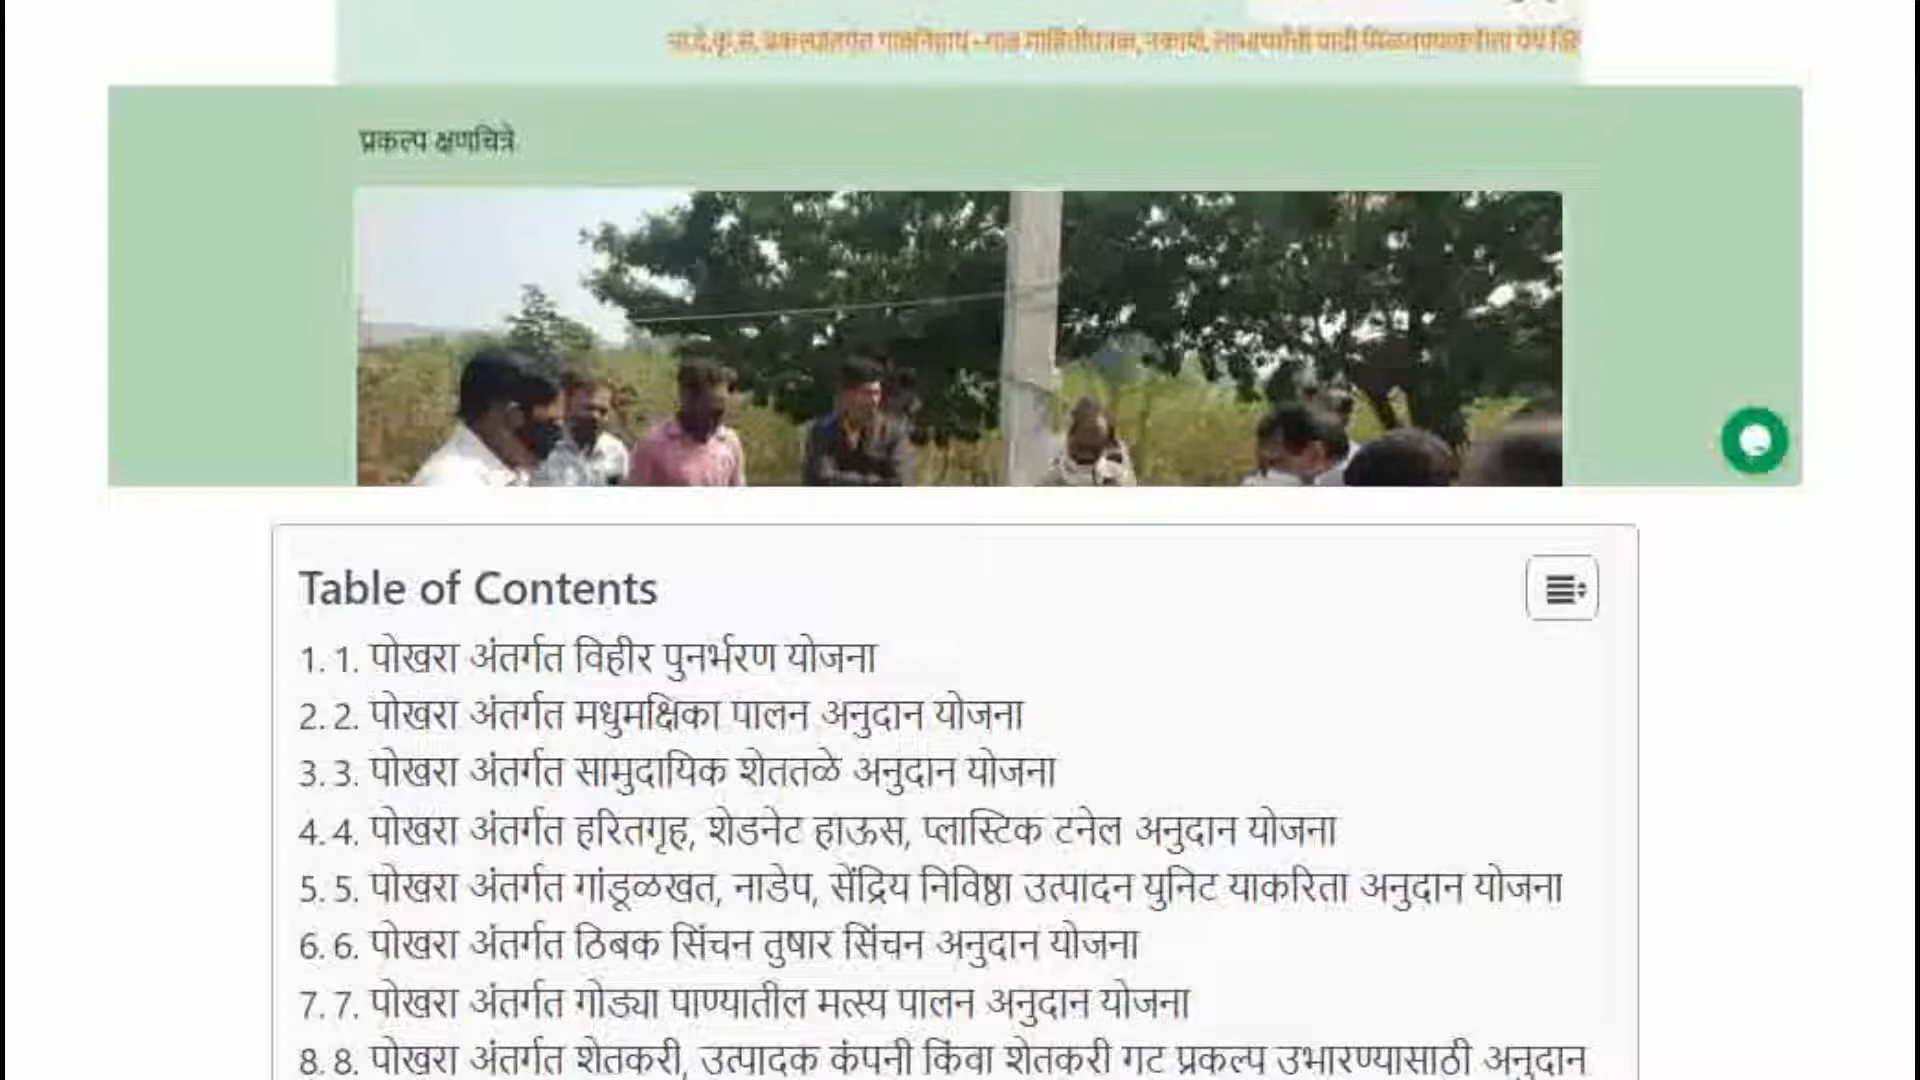 प्रकल्प क्षणचित्रे
Table of Contents
1. 1. पोखरा अंतर्गत विहीर पुनर्भरण योजना
2. 2. पोखरा अंतर्गत मधुमक्षिका पालन अनुदान योजना
3. 3. पोखरा अंतर्गत सामुदायिक शेततळे अनुदान योजना
4. 4. पोखरा अंतर्गत हरितगृह, शेडनेट हाऊस, प्लास्टिक टनेल अनुदान योजना
5. 5. पोखरा अंतर्गत गांडूळखत, नाडेप, सेंद्रिय निविष्ठा उत्पादन युनिट याकरिता अनुदान योजना
6. 6. पोखरा अंतर्गत ठिबक सिंचन तुषार सिंचन अनुदान योजना
7. 7. पोखरा अंतर्गत गोड्या पाण्यातील मत्स्य पालन अनुदान योजना
8. 8. पोखरा अंतर्गत शेतकरी, उत्पादक कंपनी किंवा शेतकरी गट प्रकल्प उभारण्यासाठी अनुदान